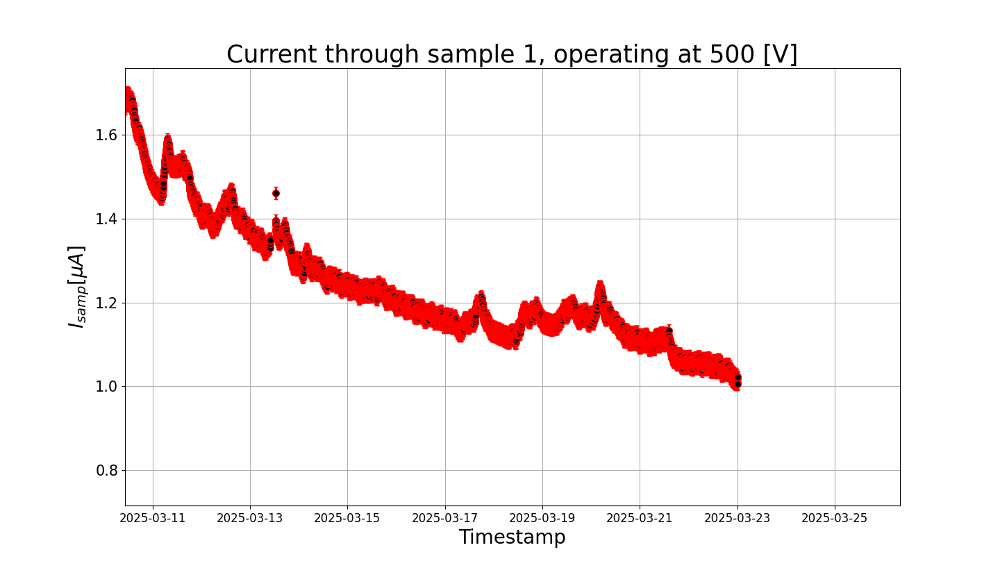 Current through sample 1, operating at 500 [V]
I_samp[μA]
1.6
1.4
1.2
1.0
0.8
2025-03-11 2025-03-13 2025-03-15 2025-03-17 2025-03-19 2025-03-21 2025-03-23 2025-03-25
Timestamp